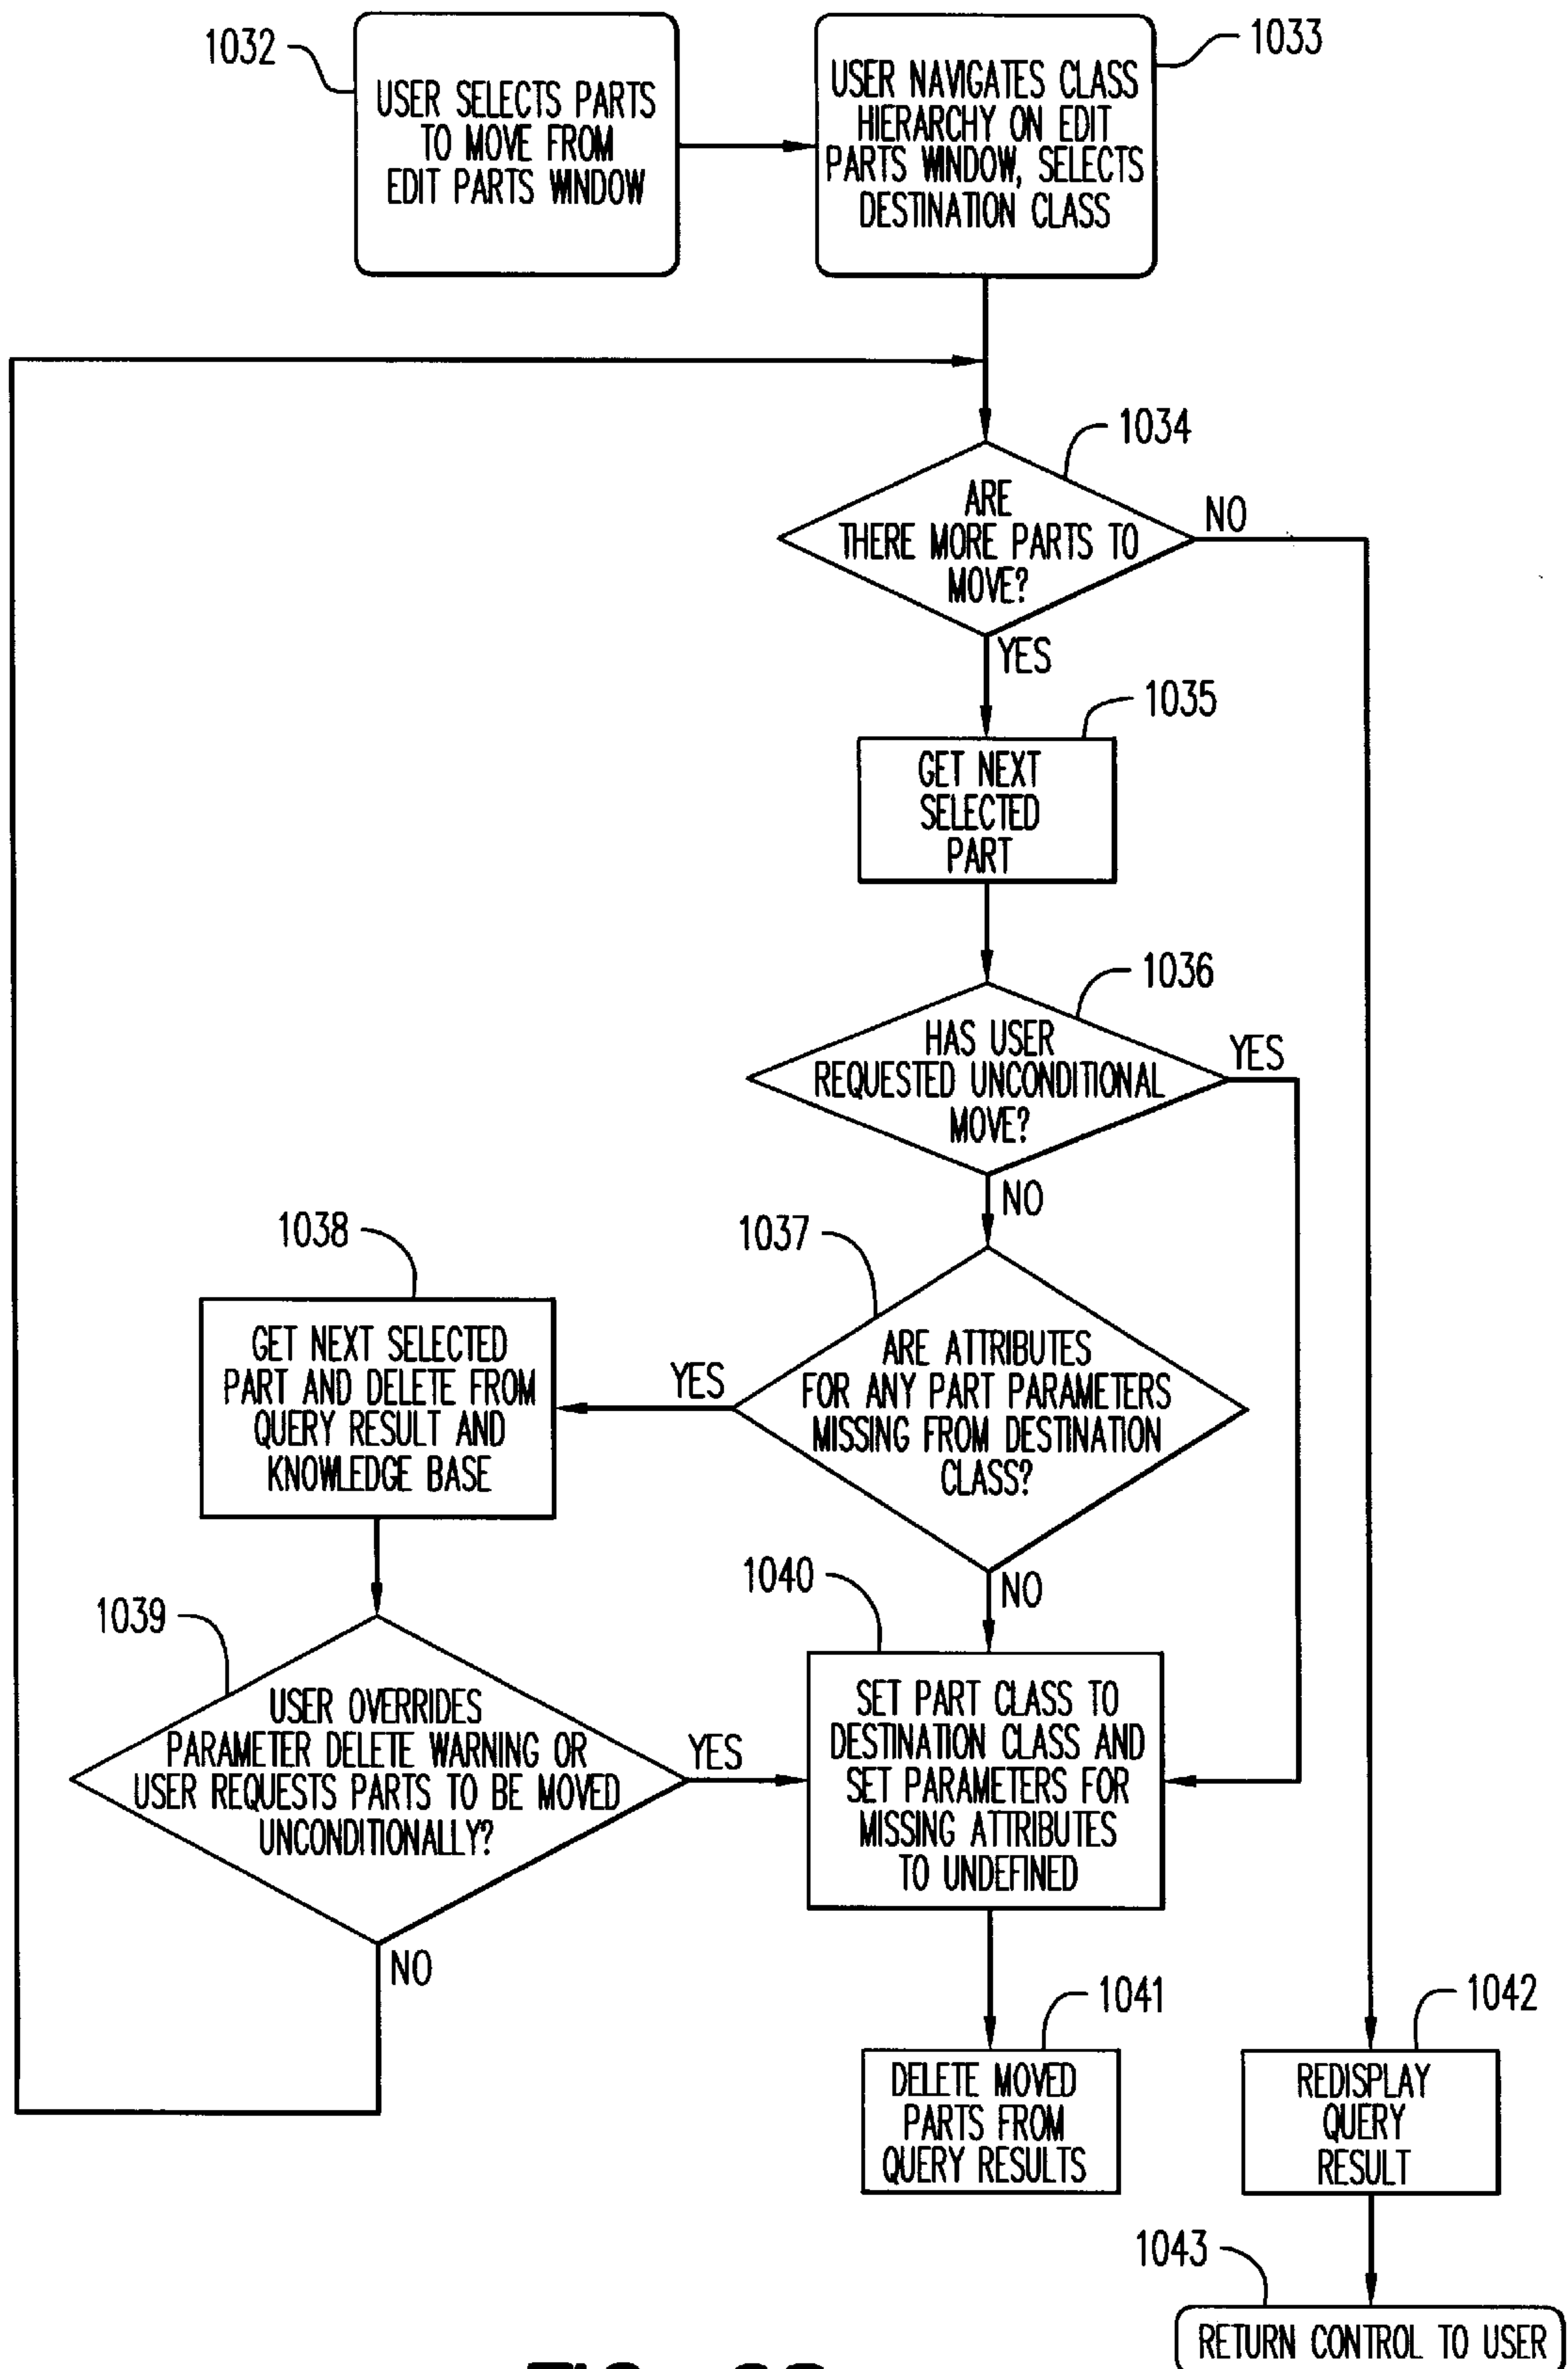 1032
USER SELECTS PARTS
TO MOVE FROM
EDIT PARTS WINDOW
1033
USER NAVIGATES CLASS
HIERARCHY ON EDIT
PARTS WINDOW, SELECTS
DESTINATION CLASS
1034
ARE
THERE MORE PARTS TO
MOVE?
NO
YES
1035
GET NEXT
SELECTED
PART
1036
HAS USER
REQUESTED UNCONDITIONAL
MOVE?
YES
NO
1037
ARE ATTRIBUTES
FOR ANY PART PARAMETERS
MISSING FROM DESTINATION
CLASS?
YES
NO
1038
GET NEXT SELECTED
PART AND DELETE FROM
QUERY RESULT AND
KNOWLEDGE BASE
1039
USER OVERRIDES
PARAMETER DELETE WARNING OR
USER REQUESTS PARTS TO BE MOVED
UNCONDITIONALLY?
YES
NO
1040
SET PART CLASS TO
DESTINATION CLASS AND
SET PARAMETERS FOR
MISSING ATTRIBUTES
TO UNDEFINED
1041
DELETE MOVED
PARTS FROM
QUERY RESULTS
1042
REDISPLAY
QUERY
RESULT
1043
RETURN CONTROL TO USER